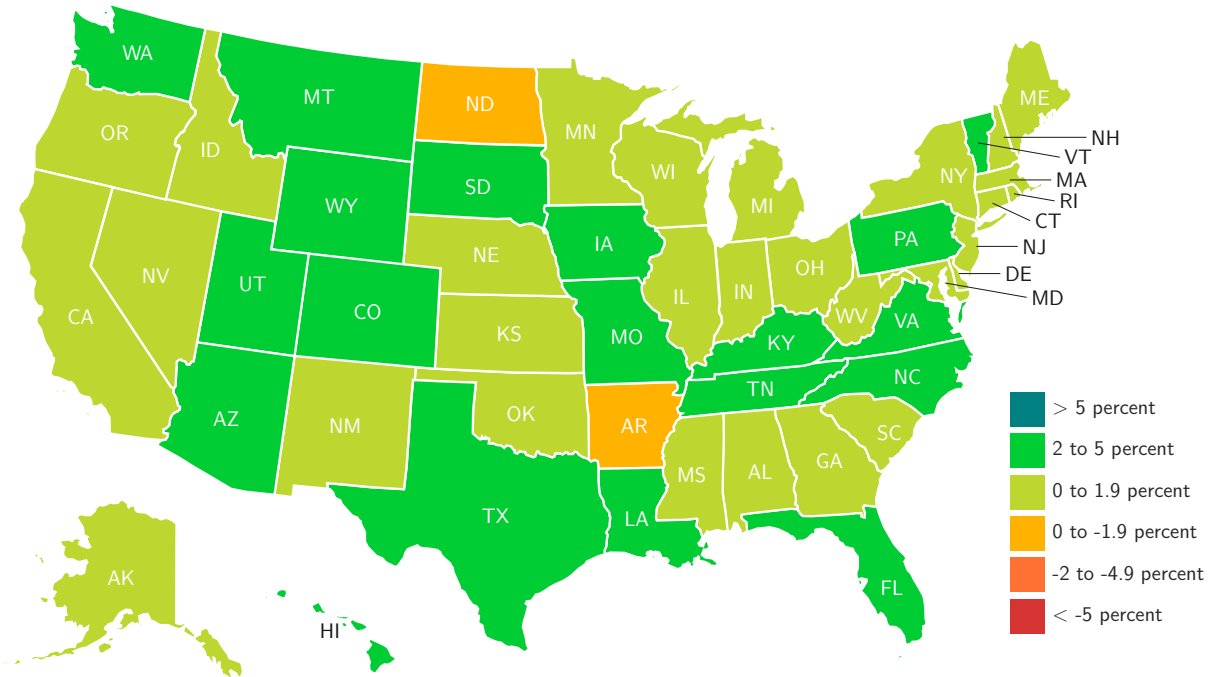 WA
MT
ND
MN
ME
OR
ID
SD
WI
NY
NH
VT
MA
RI
CT
WY
MI
IA
PA
NJ
NE
OH
DE
MD
NV
UT
IL
IN
CA
CO
KS
MO
WV
VA
KY
TN
NC
AZ
NM
OK
AR
SC
MS
AL
GA
TX
LA
AK
FL
HI
> 5 percent
2 to 5 percent
0 to 1.9 percent
0 to -1.9 percent
-2 to -4.9 percent
< -5 percent